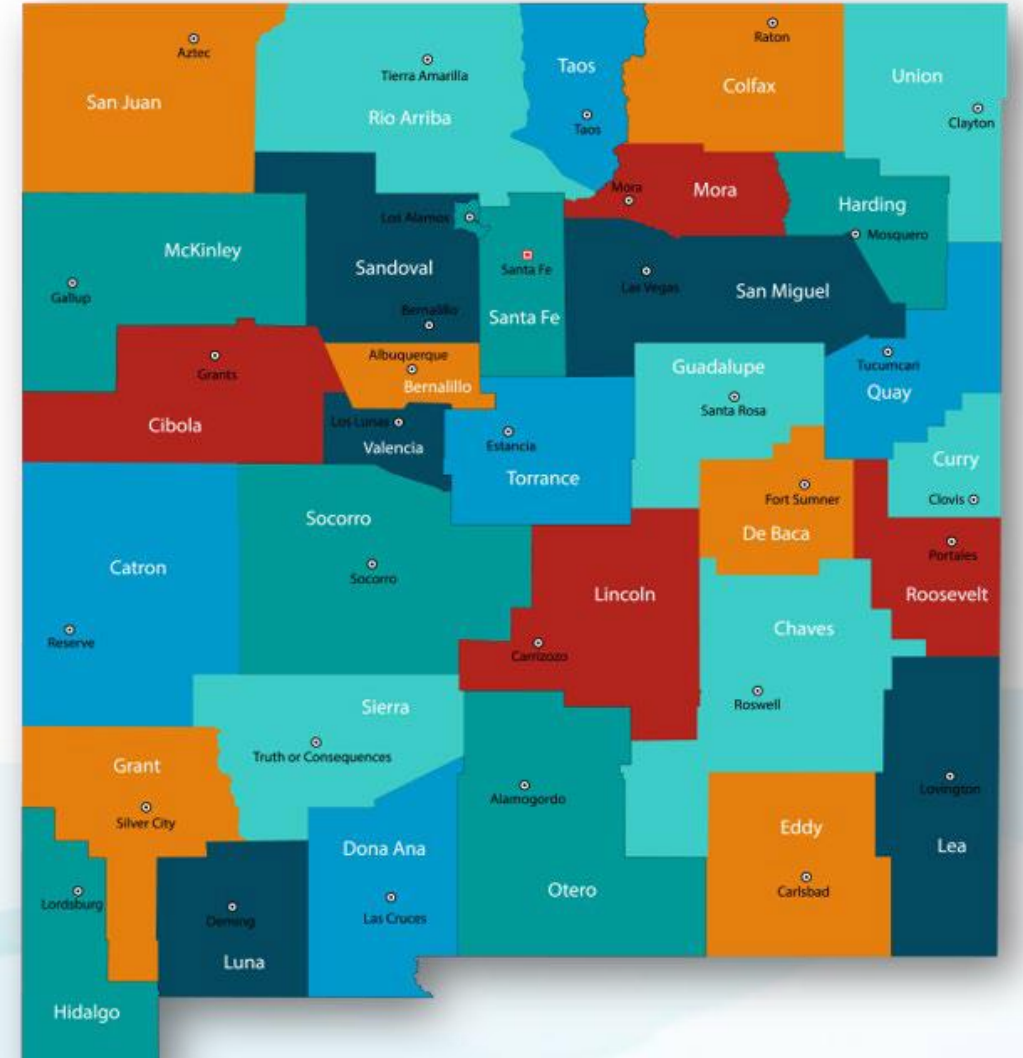 Aztec
San Juan
Tierra Amarilla
Rio Arriba
Taos
Taos
Raton
Colfax
Union
Clayton
Mora
Mora
Harding
Mosquero
McKinley
Gallup
Los Alamos
Sandoval
Bernalillo
Santa Fe
Santa Fe
Las Vegas
San Miguel
Grants
Cibola
Albuquerque
Bernalillo
Los Lunas
Valencia
Estancia
Torrance
Guadalupe
Santa Rosa
Tucumcari
Quay
Curry
Clovis
Fort Sumner
De Baca
Portales
Roosevelt
Catron
Reserve
Socorro
Socorro
Lincoln
Carrizozo
Chaves
Roswell
Sierra
Truth or Consequences
Grant
Silver City
Alamogordo
Otero
Dona Ana
Las Cruces
Eddy
Carlsbad
Lovington
Lea
Lordsburg
Hidalgo
Deming
Luna